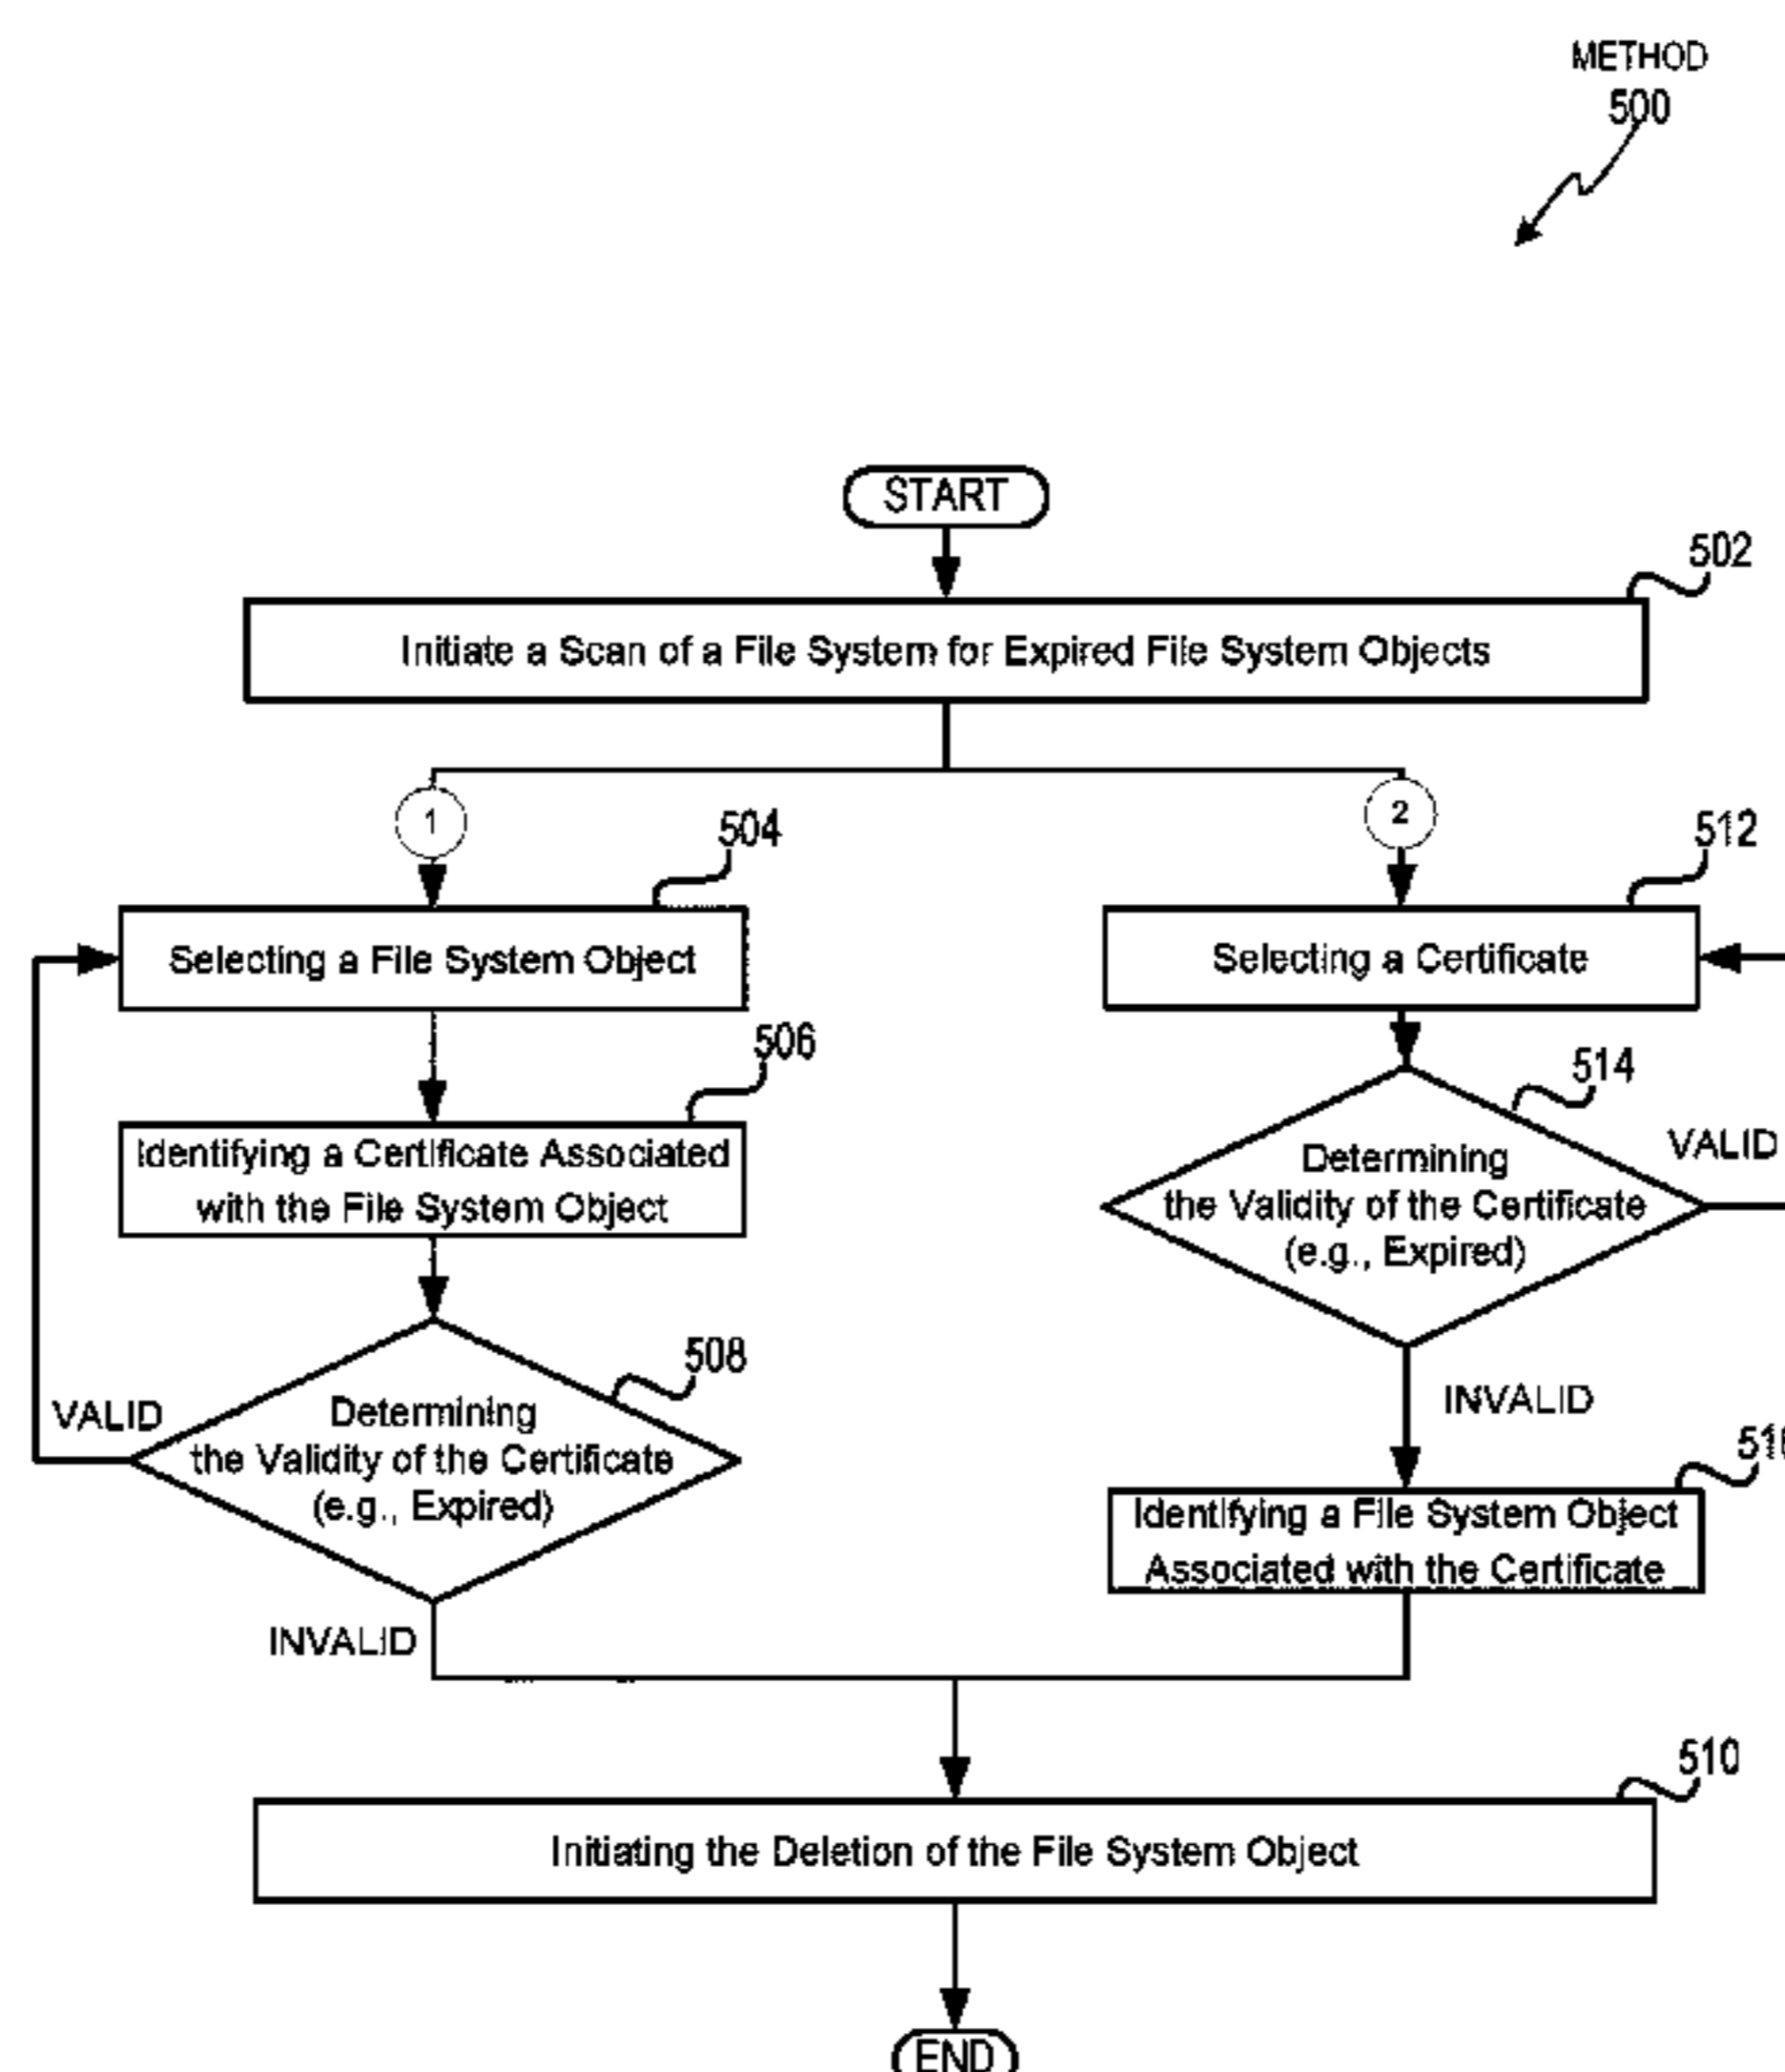 METHOD
500
START
502
Initiate a Scan of a File System for Expired File System Objects
1
2
504
512
Selecting a File System Object
Selecting a Certificate
506
514
Identifying a Certificate Associated
with the File System Object
Determining
the Validity of the Certificate
(e.g., Expired)
VALID
508
Determining
the Validity of the Certificate
(e.g., Expired)
VALID
INVALID
Identifying a File System Object
Associated with the Certificate
INVALID
510
Initiating the Deletion of the File System Object
END